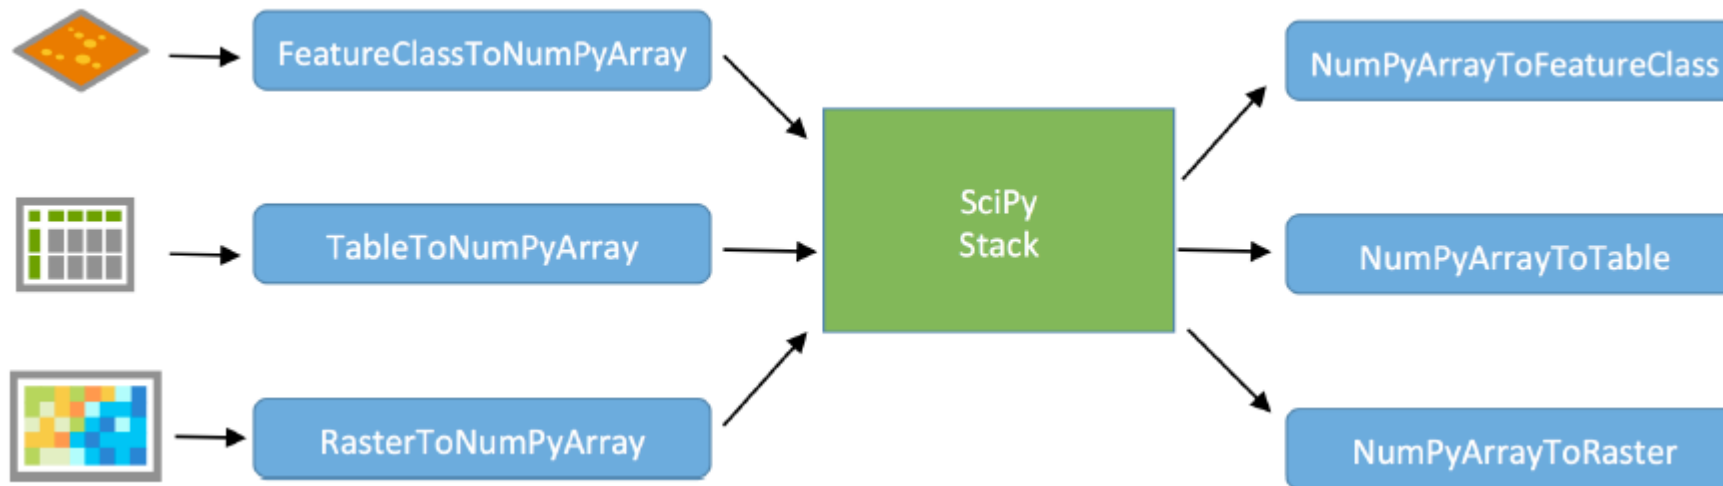 FeatureClassToNumPyArray
TableToNumPyArray
RasterToNumPyArray
SciPy
Stack
NumPyArrayToFeatureClass
NumPyArrayToTable
NumPyArrayToRaster